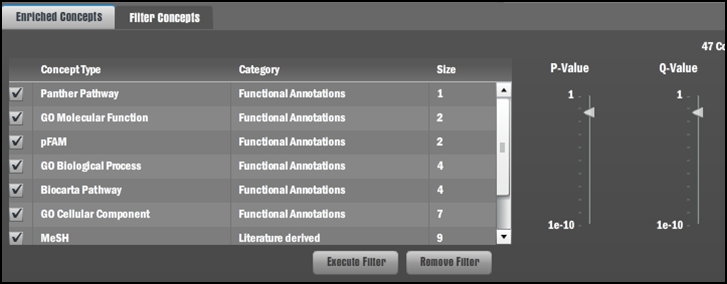 Enriched Concepts Filter Concepts
47 Co
Concept Type Category Size P-Value Q-Value
Panther Pathway Functional Annotations 1 1 1
GO Molecular Function Functional Annotations 2
pFAM Functional Annotations 2
GO Biological Process Functional Annotations 4
Biocarta Pathway Functional Annotations 4
GO Cellular Component Functional Annotations 7
1e-10 1e-10
MeSH Literature derived 9
Execute Filter Remove Filter